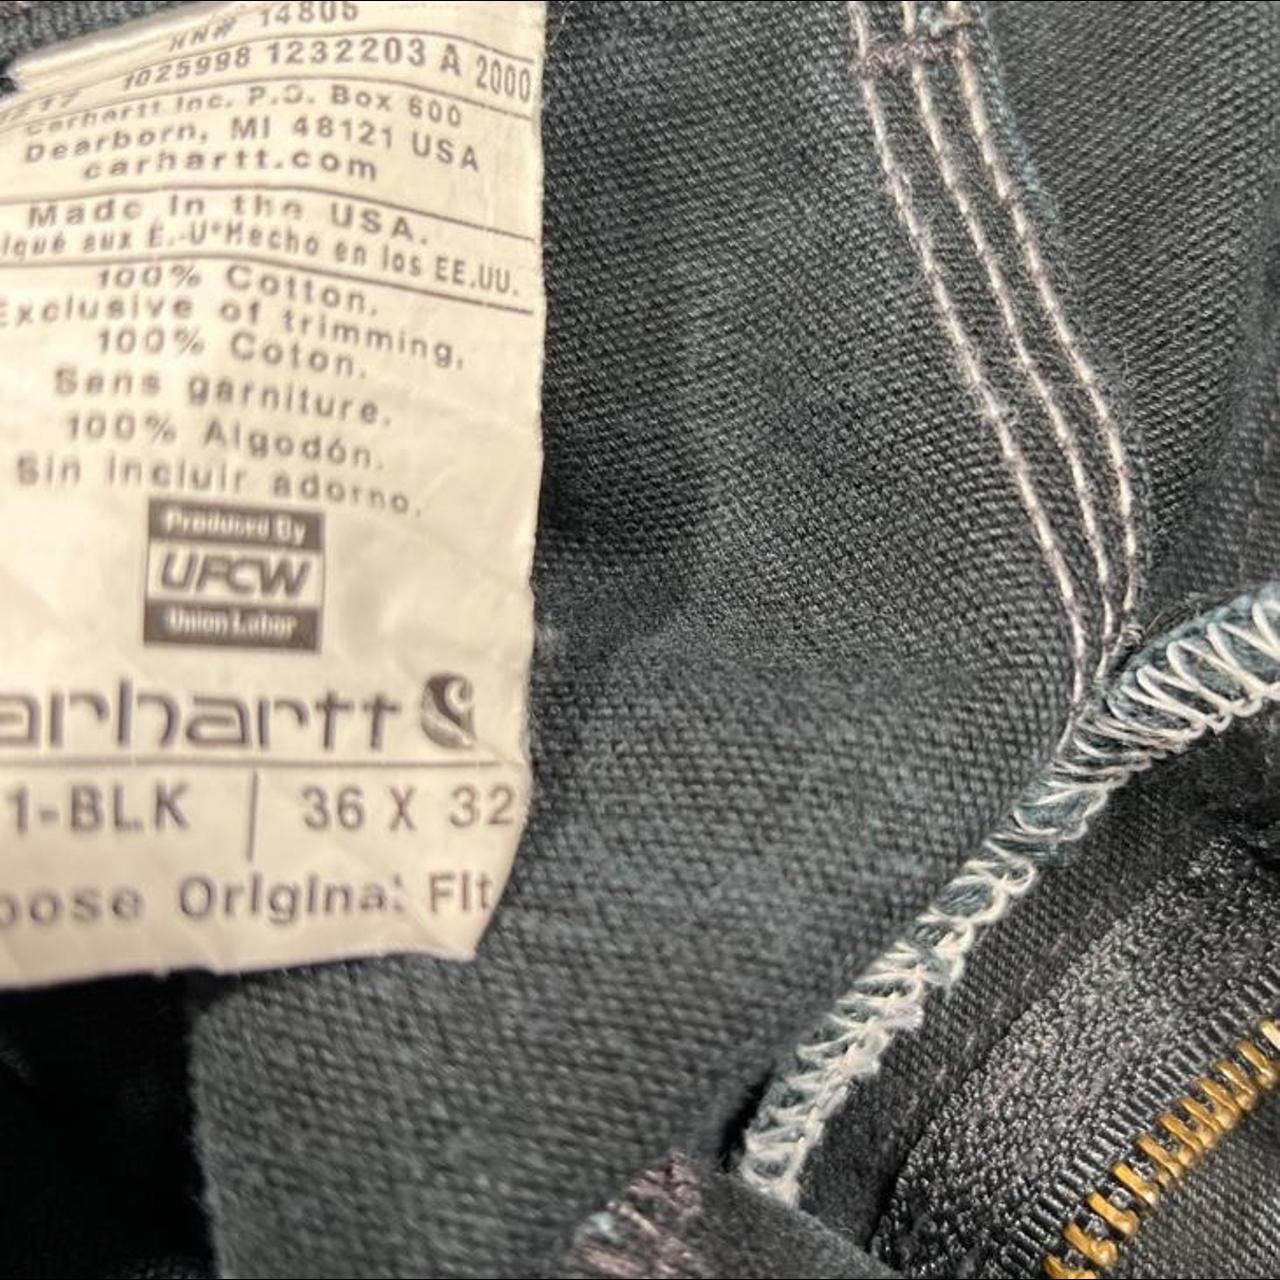 RN# 14806
1025998 1232203 A 2000
Carhartt Inc. P.O. Box 600
Dearborn, MI 48121 USA
carhartt.com
Made In the USA.
iqué aux É.-U*Hecho en los EE.UU.
100% Cotton.
Exclusive of trimming.
100% Coton.
Sans garniture.
100% Algodón.
Sin incluir adorno.
Produced By
UFCW
Union Labor
arhartt
1-BLK | 36 X 32
oose Original Fit